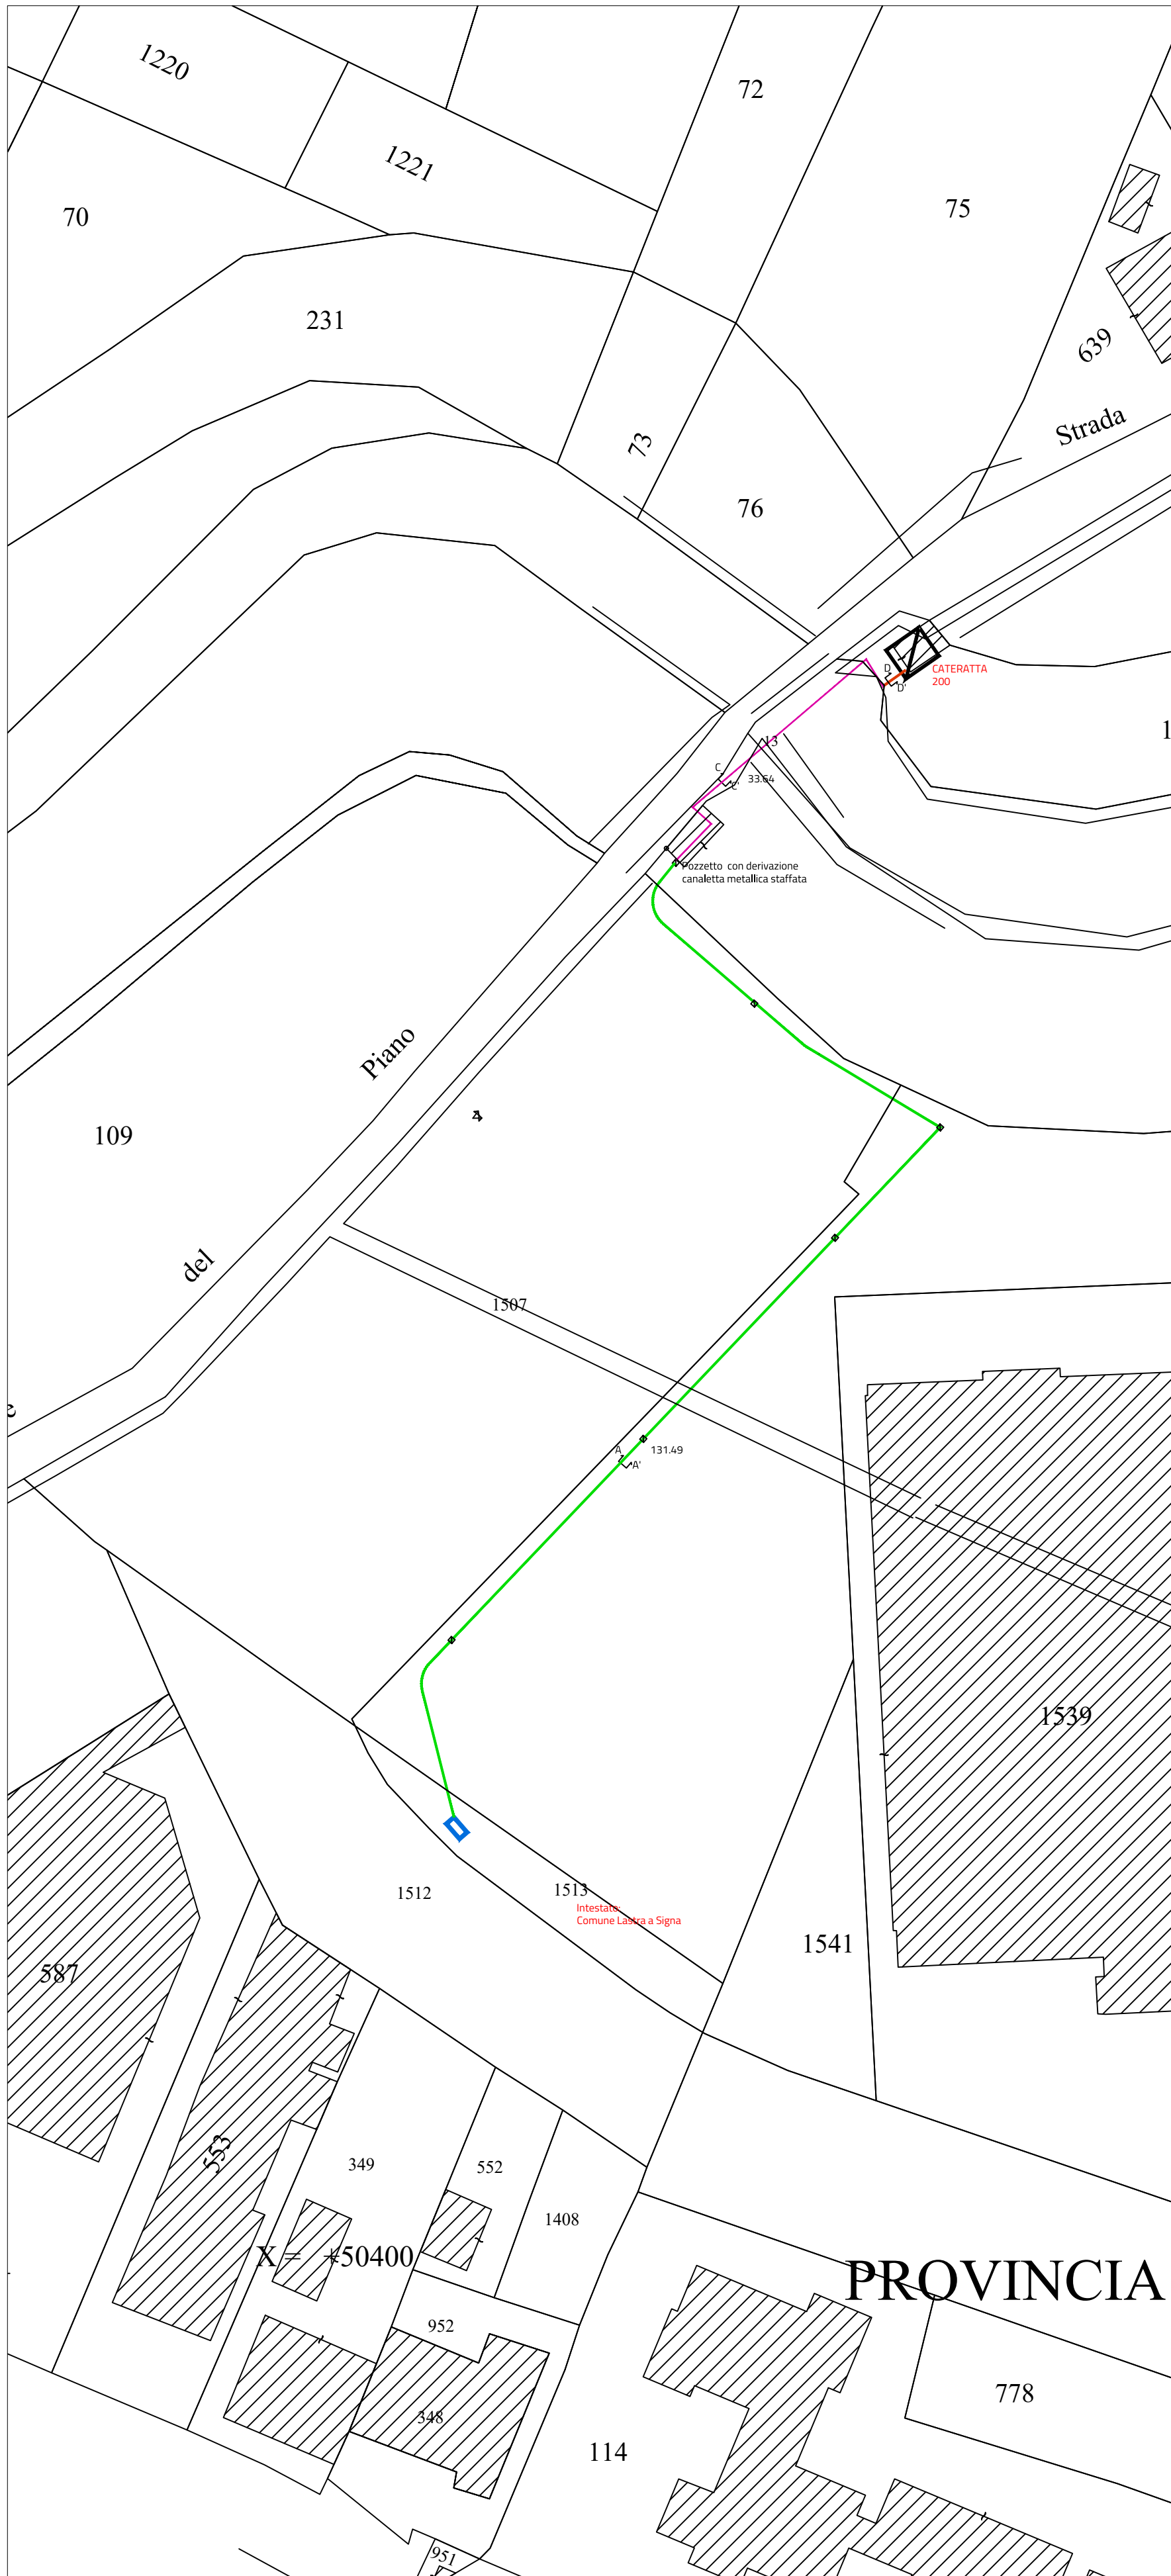 1220
72
1221
75
70
231
639
Strada
73
76
CATERATTA
200
D
D'
13
C
C'
33.64
Pozzetto con derivazione
canaletta metallica staffata
Piano
109
del
1507
e
A
131.49
A'
1539
1512
1513
Intestato:
Comune Lastra a Signa
1541
587
553
349
552
1408
X = +50400
PROVINCIA
952
778
348
114
951